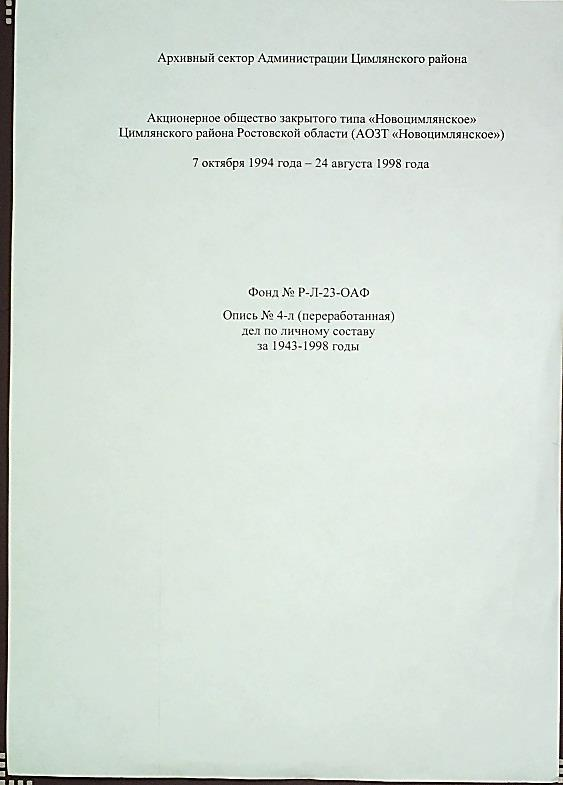 Архивный сектор Администрации Цимлянского района
Акционерное общество закрытого типа «Новоцимлянское»
Цимлянского района Ростовской области (АОЗТ «Новоцимлянское»)
7 октября 1994 года – 24 августа 1998 года
Фонд № Р-Л-23-ОАФ
Опись № 4-л (переработанная)
дел по личному составу
за 1943-1998 годы